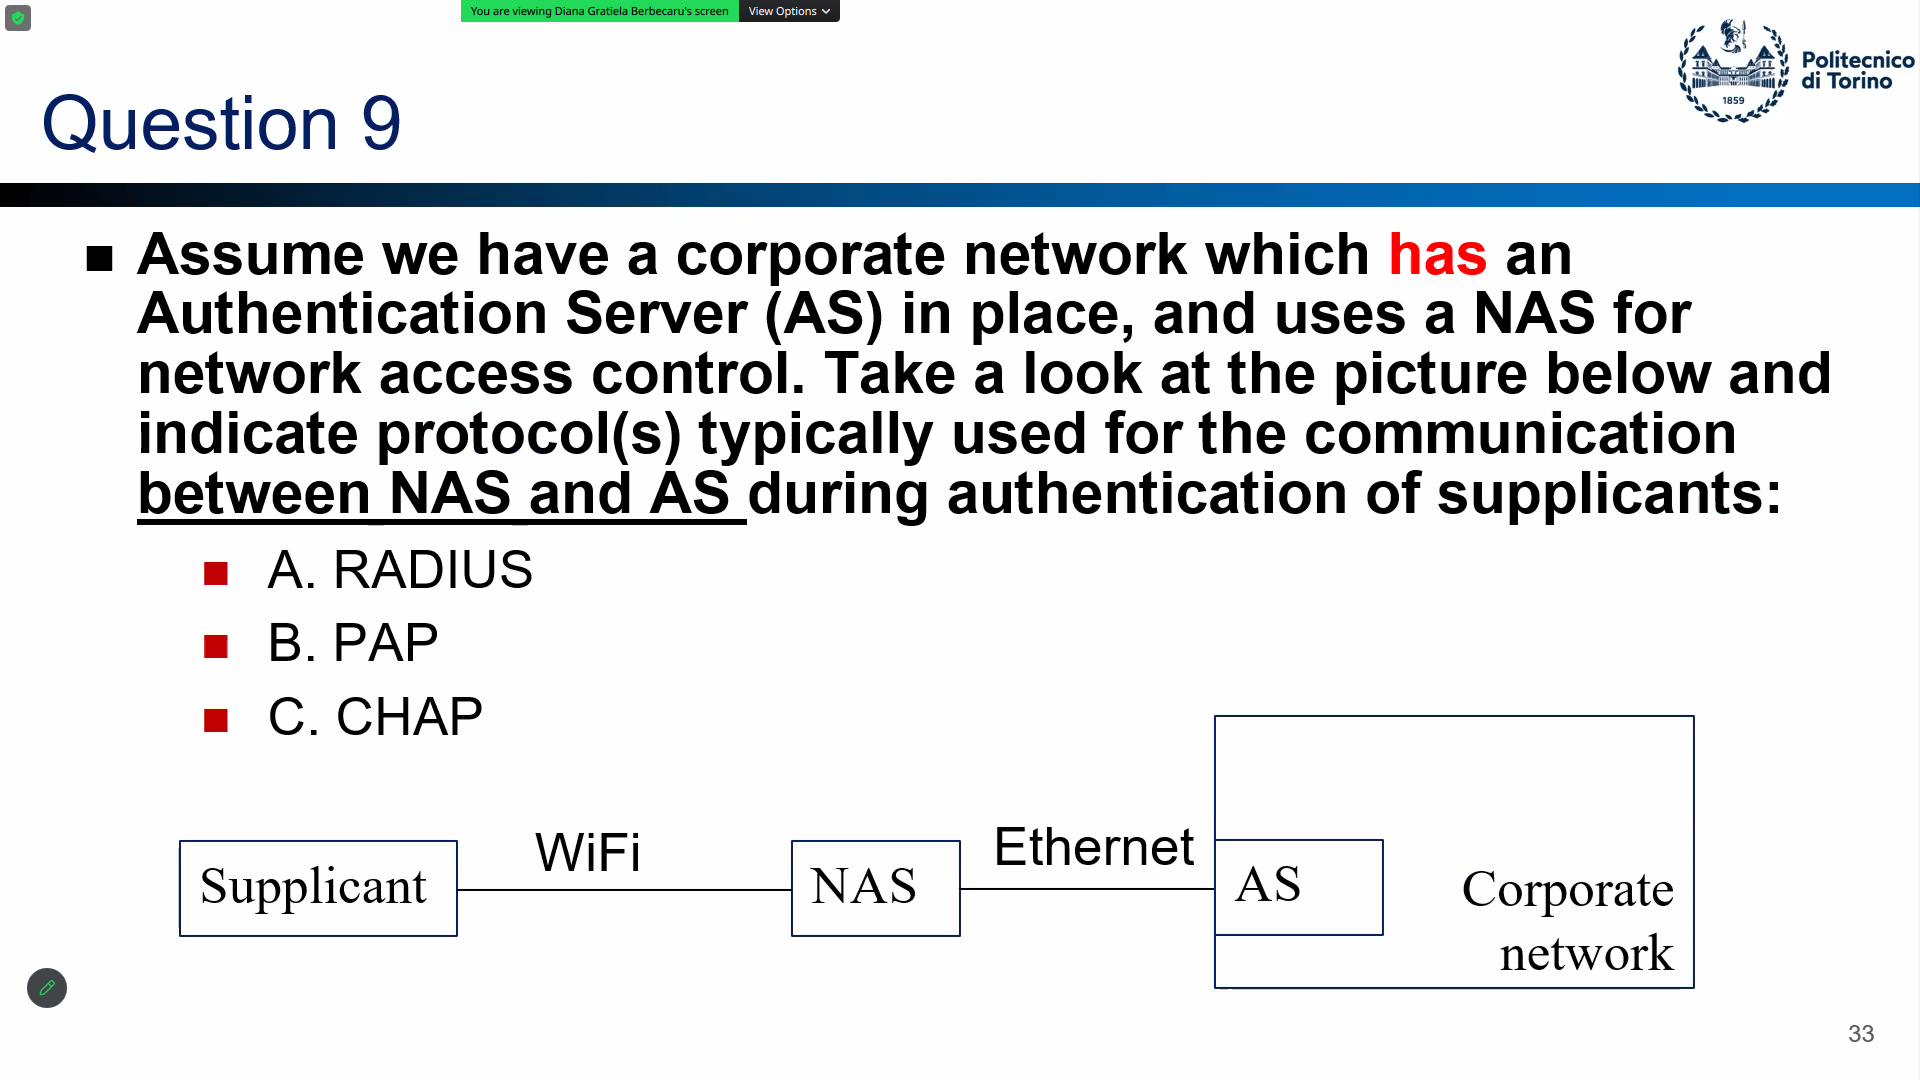 You are viewing Diana Gratiela Berbecaru's screen
View Options
Politecnico
di Torino
1859
Question 9
Assume we have a corporate network which has an
Authentication Server (AS) in place, and uses a NAS for
network access control. Take a look at the picture below and
indicate protocol(s) typically used for the communication
between NAS and AS during authentication of supplicants:
A. RADIUS
B. PAP
C. CHAP
Supplicant
WiFi
NAS
Ethernet
AS
Corporate
network
33